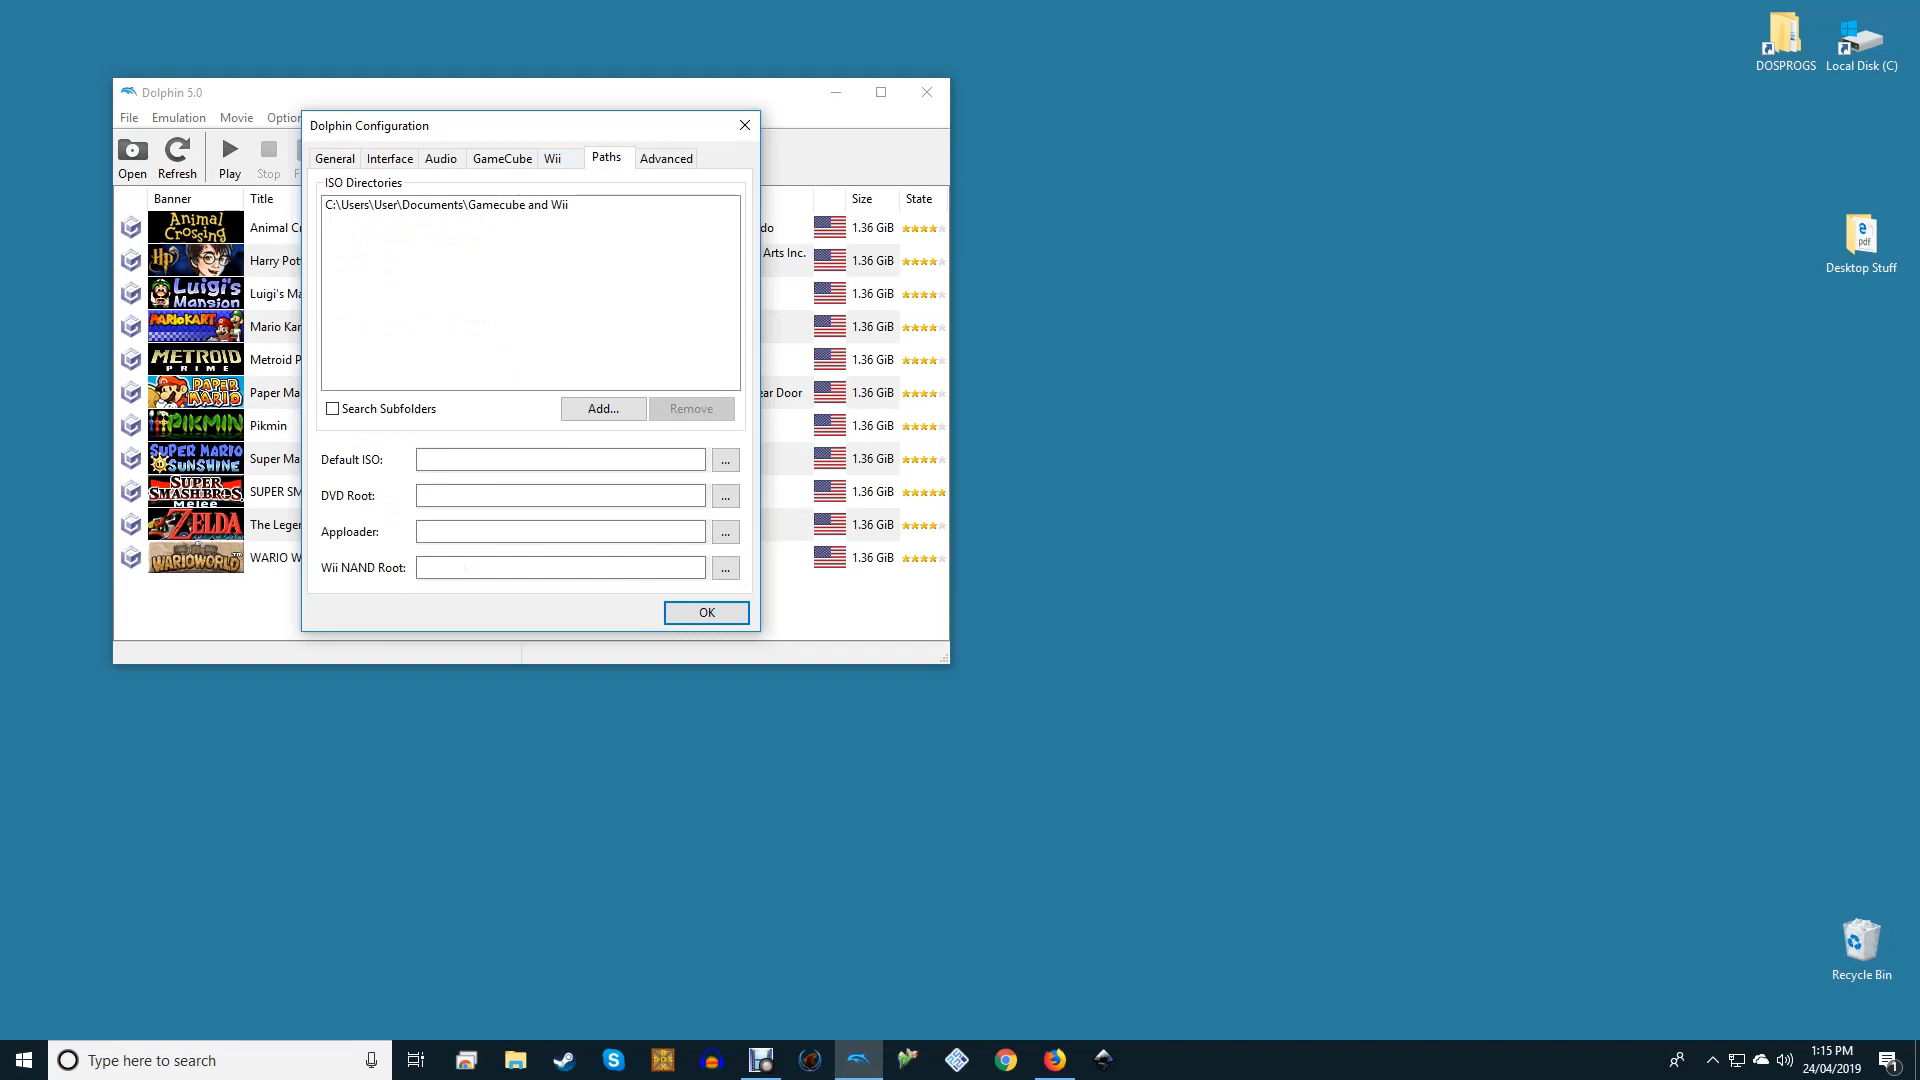 DOSPROGS
Local Disk (C)
Dolphin 5.0
File Emulation Movie Option
Dolphin Configuration
General Interface Audio GameCube Wii Paths Advanced
Open Refresh Play Stop F
ISO Directories
Banner Title Size State
C:\Users\User\Documents\Gamecube and Wii
Animal Crossing Animal Cr do 1.36 GiB
HP Harry Pot Arts Inc. 1.36 GiB
Luigi's Mansion Luigi's Ma 1.36 GiB
MARIOKART Mario Kar 1.36 GiB
METROID PRIME Metroid P 1.36 GiB
PAPER MARIO Paper Ma ear Door 1.36 GiB
Search Subfolders Add... Remove
PIKMIN Pikmin 1.36 GiB
SUPER MARIO SUNSHINE Super Ma 1.36 GiB
Default ISO: ...
SUPER SMASH BROS. Melee SUPER SM 1.36 GiB
DVD Root: ...
ZELDA The Leger 1.36 GiB
Apploader: ...
WARIOWORLD™ WARIO W 1.36 GiB
Wii NAND Root: ...
OK
pdf
Desktop Stuff
Recycle Bin
Type here to search
DOS
1:15 PM
24/04/2019
1